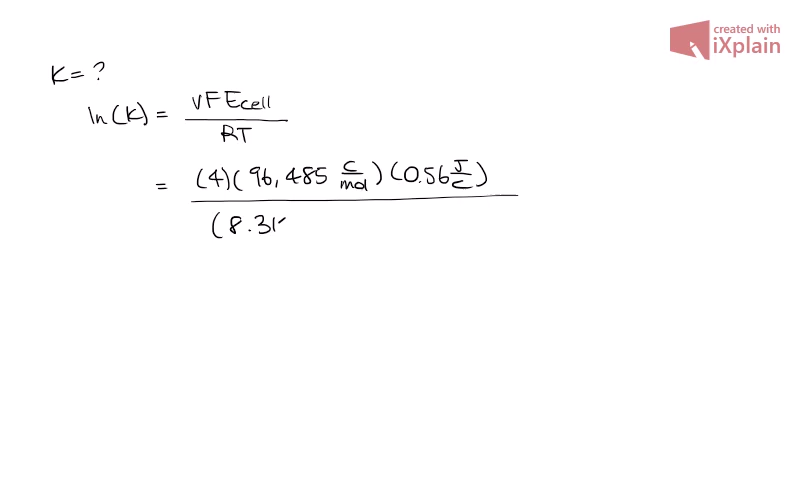 created with
iXplain
K = ?
ln(K) = νFEcell
RT
= (4)(96,485 C/mol)(0.56 J/C)
(8.31